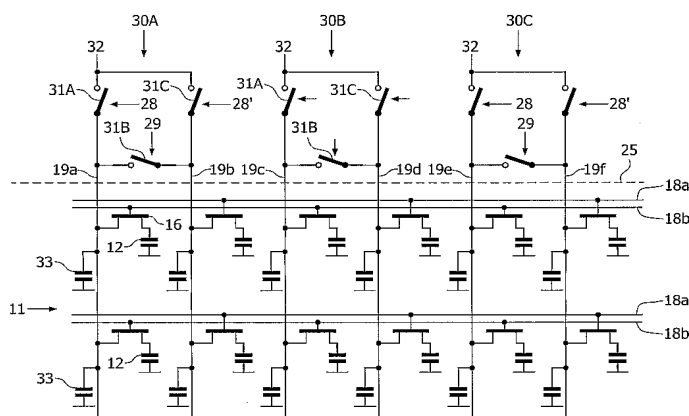 30A 30B 30C
32 32 32
31A 31C 31A 31C
28 28' 28 28'
29 31B 29
31B
19a 19b 19c 19d 19e 19f 25
18a
16 18b
12
33
11 18a
18b
12
33